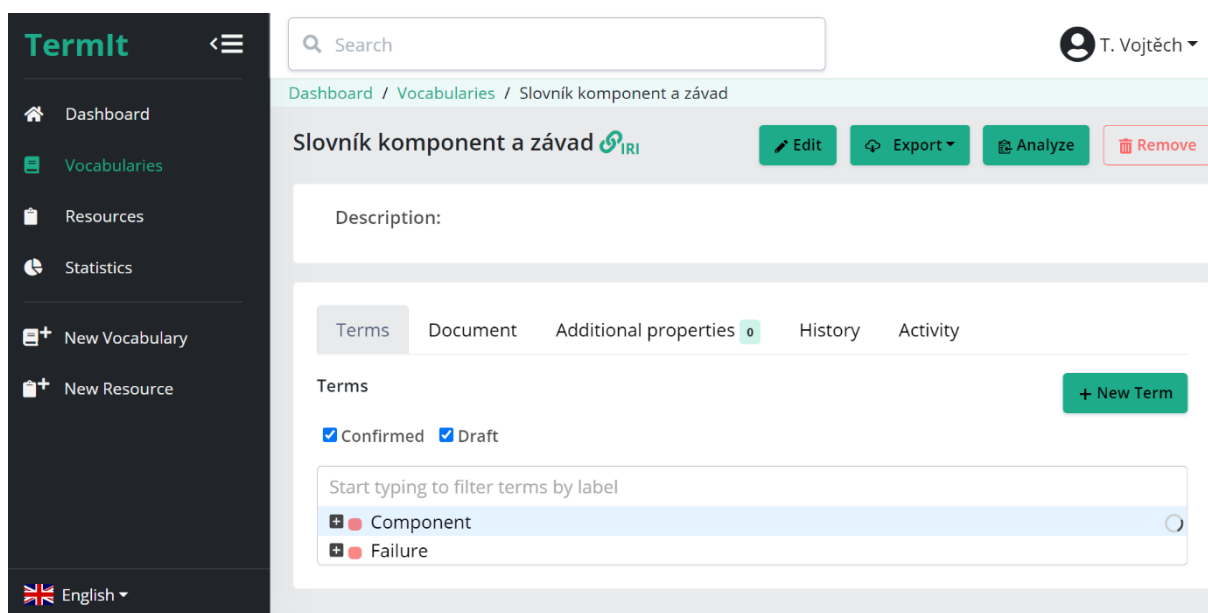 TermIt
Search
T. Vojtěch
Dashboard / Vocabularies / Slovník komponent a závad
Dashboard
Vocabularies
Resources
Statistics
New Vocabulary
New Resource
English
Slovník komponent a závad IRI
Edit
Export
Analyze
Remove
Description:
Terms Document Additional properties 0 History Activity
Terms
+ New Term
Confirmed Draft
Start typing to filter terms by label
Component
Failure